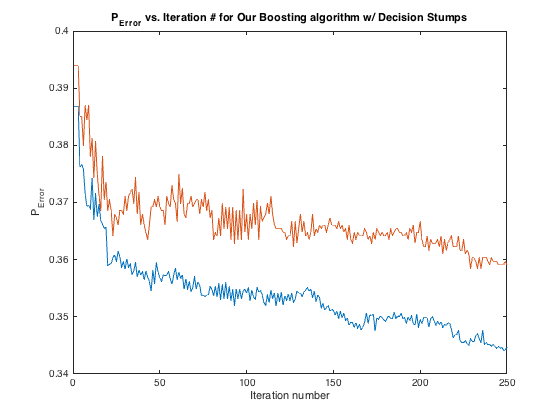 P_Error vs. Iteration # for Our Boosting algorithm w/ Decision Stumps
0.4
0.39
0.38
0.37
0.36
0.35
0.34
P_Error
0 50 100 150 200 250
Iteration number